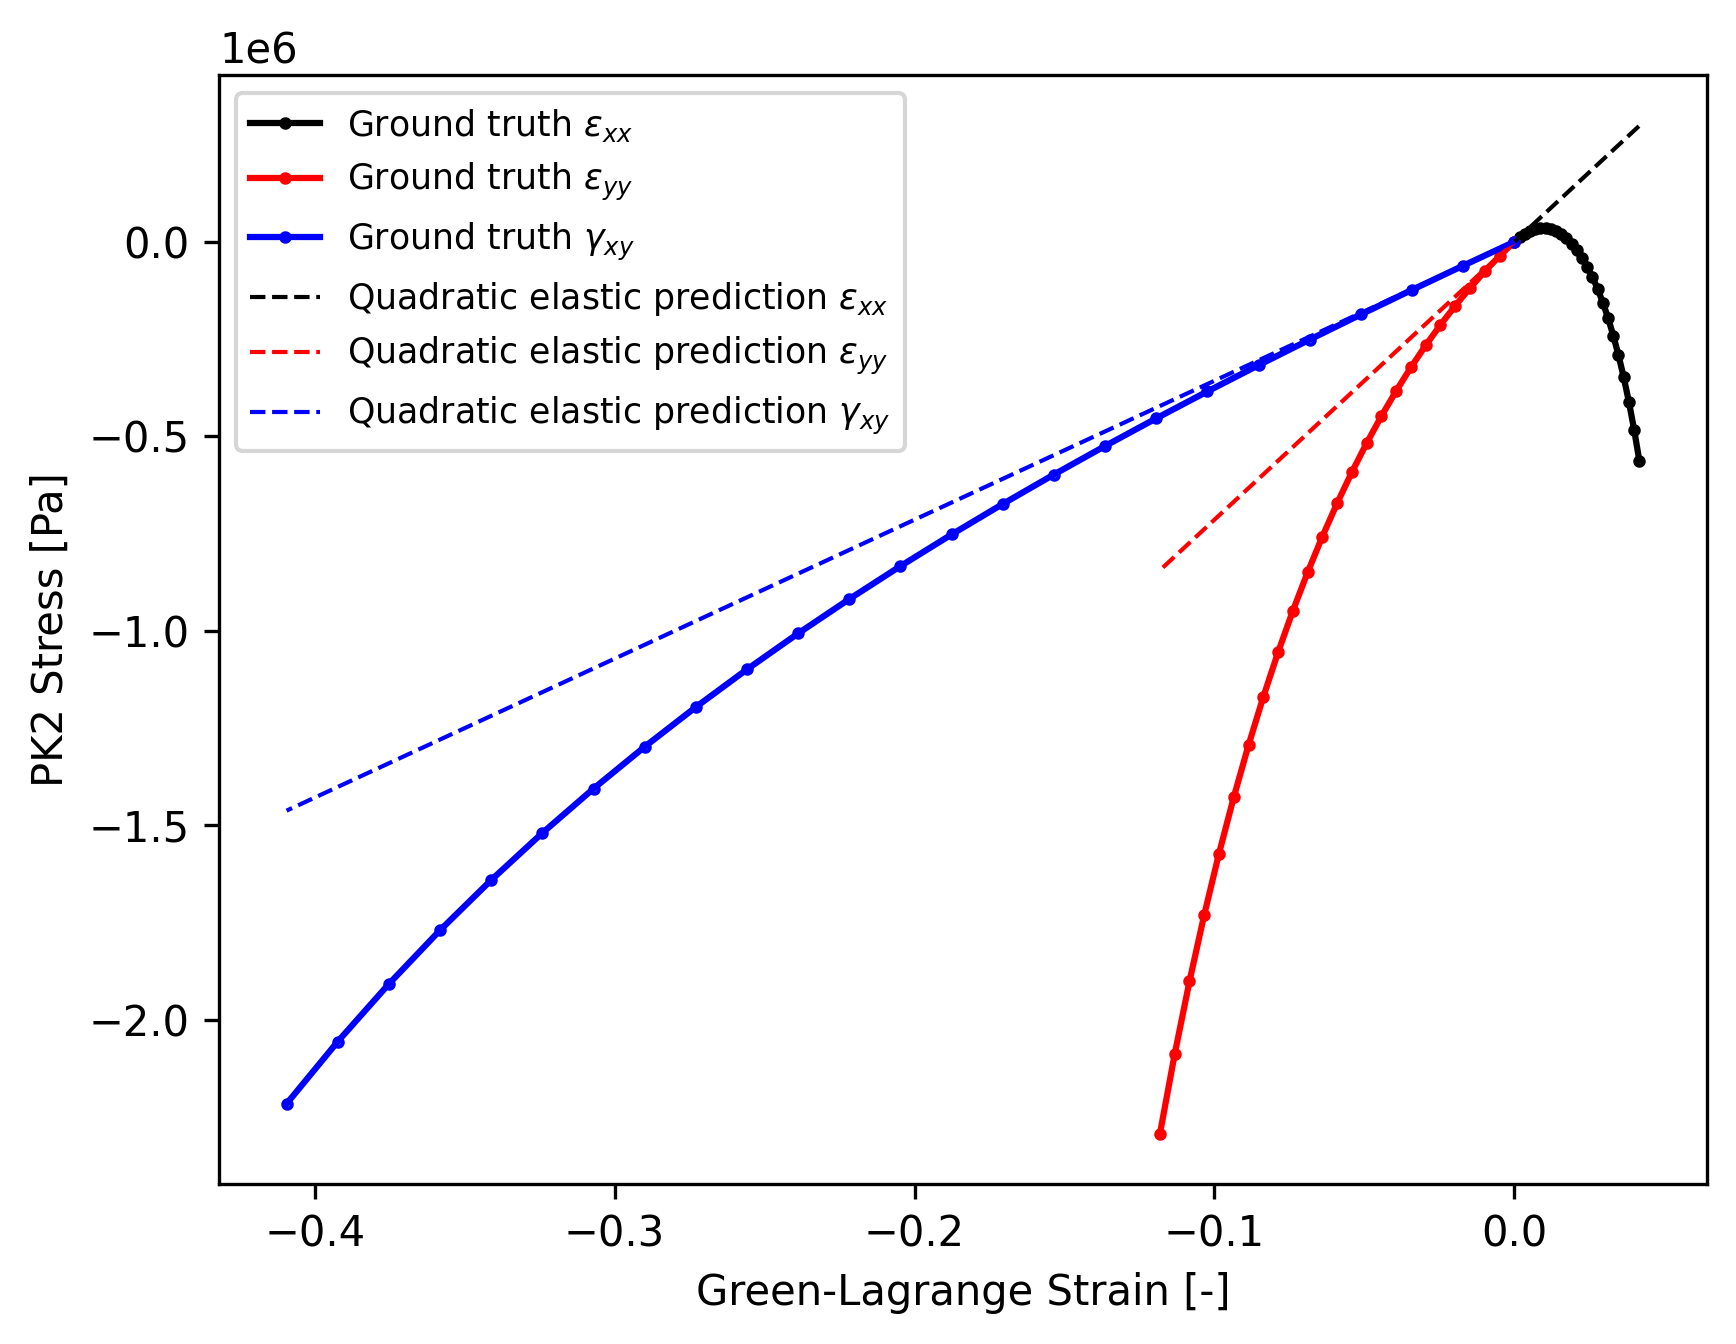 1e6
Ground truth εxx
Ground truth εyy
Ground truth γxy
Quadratic elastic prediction εxx
Quadratic elastic prediction εyy
Quadratic elastic prediction γxy
0.0
−0.5
−1.0
−1.5
−2.0
PK2 Stress [Pa]
−0.4 −0.3 −0.2 −0.1 0.0
Green-Lagrange Strain [-]